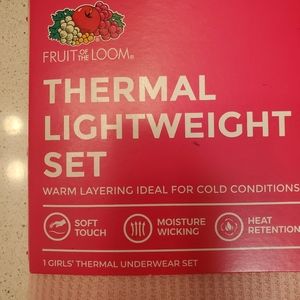 FRUIT OF THE LOOM®
THERMAL
LIGHTWEIGHT
SET
WARM LAYERING IDEAL FOR COLD CONDITIONS
SOFT TOUCH
MOISTURE WICKING
HEAT RETENTION
1 GIRLS' THERMAL UNDERWEAR SET